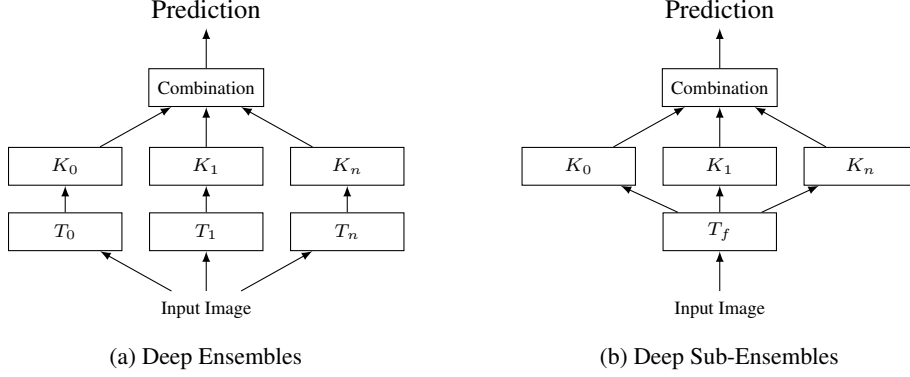 Prediction
Combination
K₀ K₁ Kₙ
T₀ T₁ Tₙ
Input Image
(a) Deep Ensembles
Prediction
Combination
K₀ K₁ Kₙ
T_f
Input Image
(b) Deep Sub-Ensembles